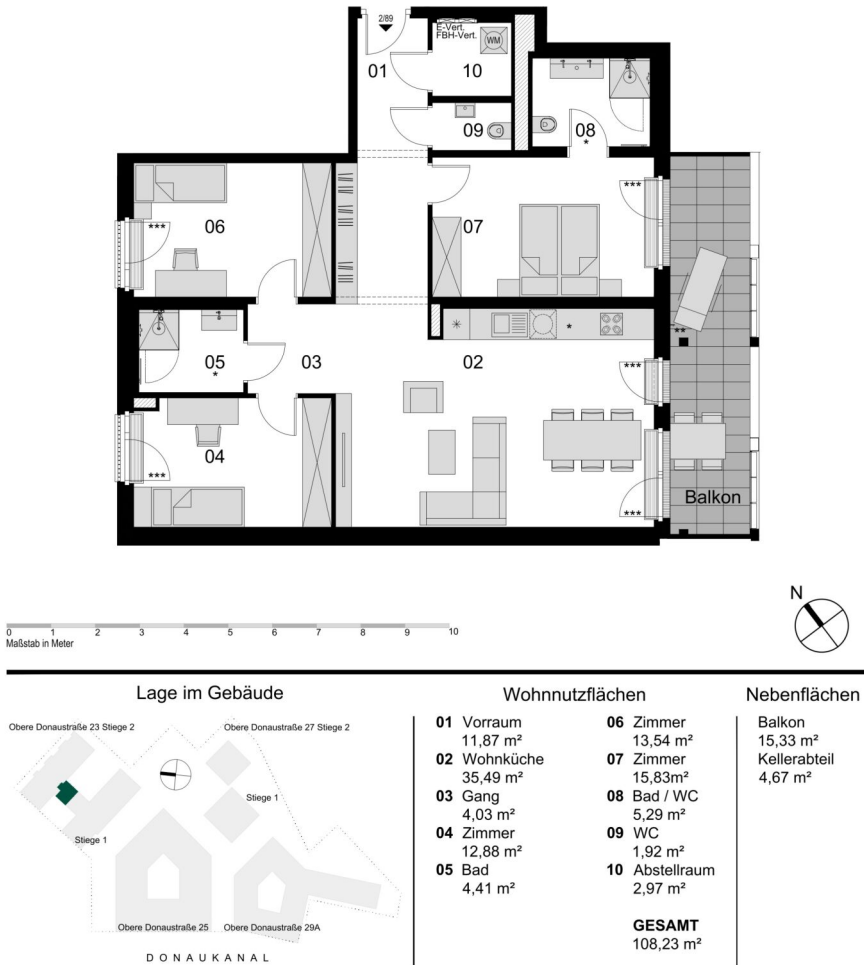 2/89
E-Vert.
FBH-Vert.
WM
01
10
09
08
*
06
***
07
***
05
*
03
02
*
*
**
***
04
***
***
Balkon
N
0 1 2 3 4 5 6 7 8 9 10
Maßstab in Meter
Lage im Gebäude
Obere Donaustraße 23 Stiege 2
Obere Donaustraße 27 Stiege 2
Stiege 1
Stiege 1
Obere Donaustraße 25
Obere Donaustraße 29A
DONAUKANAL
Wohnnutzflächen
01 Vorraum
11,87 m²
02 Wohnküche
35,49 m²
03 Gang
4,03 m²
04 Zimmer
12,88 m²
05 Bad
4,41 m²
06 Zimmer
13,54 m²
07 Zimmer
15,83m²
08 Bad / WC
5,29 m²
09 WC
1,92 m²
10 Abstellraum
2,97 m²
GESAMT
108,23 m²
Nebenflächen
Balkon
15,33 m²
Kellerabteil
4,67 m²